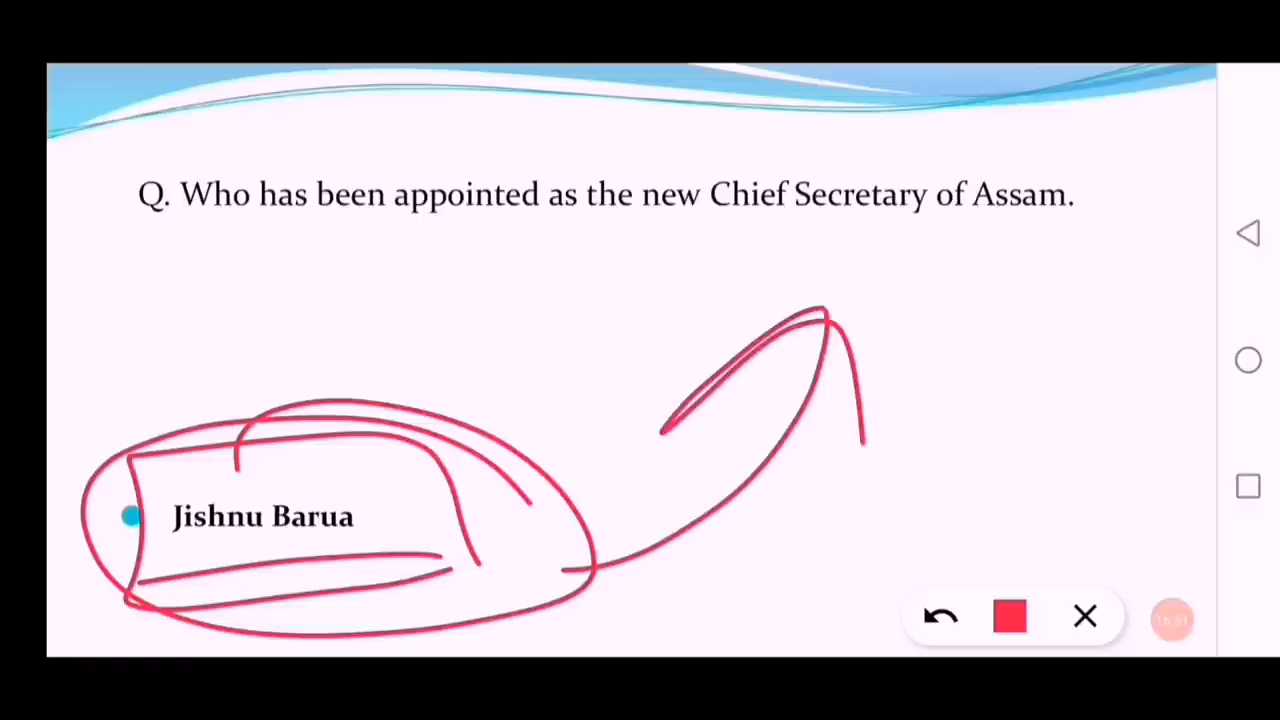 Q. Who has been appointed as the new Chief Secretary of Assam.
Jishnu Barua